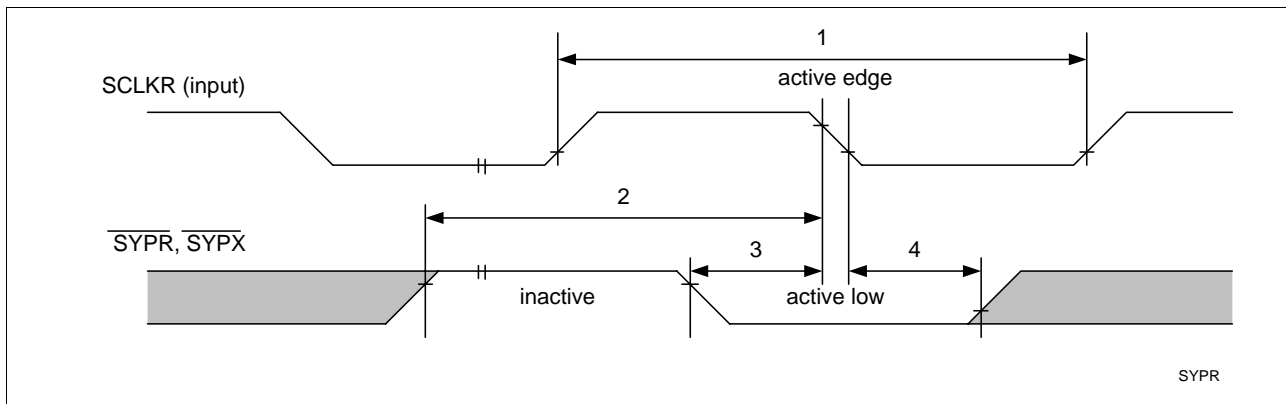 1
active edge
SCLKR (input)
2
SYPR, SYPX
3
4
inactive
active low
SYPR